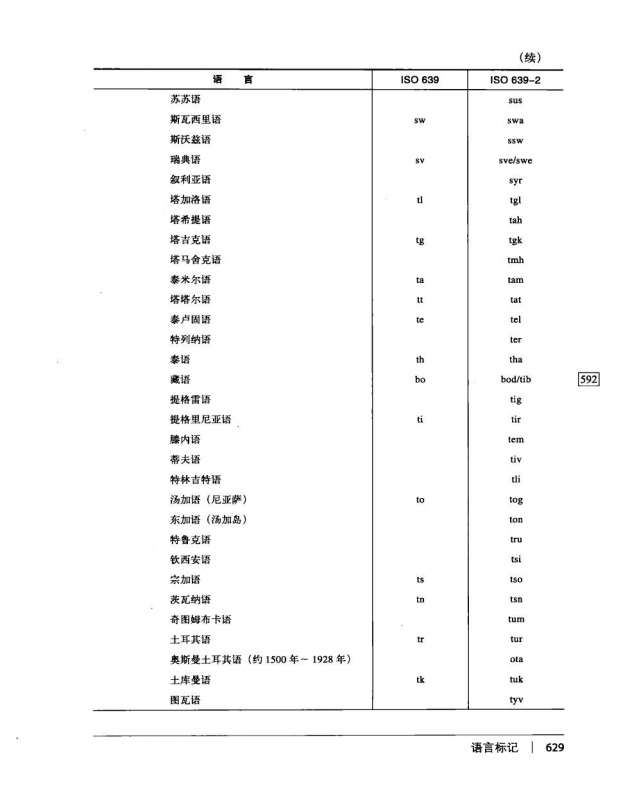 (续)
语 言 ISO 639 ISO 639-2
苏苏语 sus
斯瓦西里语 sw swa
斯沃兹语 ssw
瑞典语 sv sve/swe
叙利亚语 syr
塔加洛语 tl tgl
塔希提语 tah
塔吉克语 tg tgk
塔马舍克语 tmh
泰米尔语 ta tam
塔塔尔语 tt tat
泰卢固语 te tel
特列纳语 ter
泰语 th tha
藏语 bo bod/tib 592
提格雷语 tig
提格里尼亚语 ti tir
滕内语 tem
蒂夫语 tiv
特林吉特语 tli
汤加语（尼亚萨） to tog
东加语（汤加岛） ton
特鲁克语 tru
钦西安语 tsi
宗加语 ts tso
茨瓦纳语 tn tsn
奇图姆布卡语 tum
土耳其语 tr tur
奥斯曼土耳其语（约 1500 年~ 1928 年） ota
土库曼语 tk tuk
图瓦语 tyv
语言标记 | 629